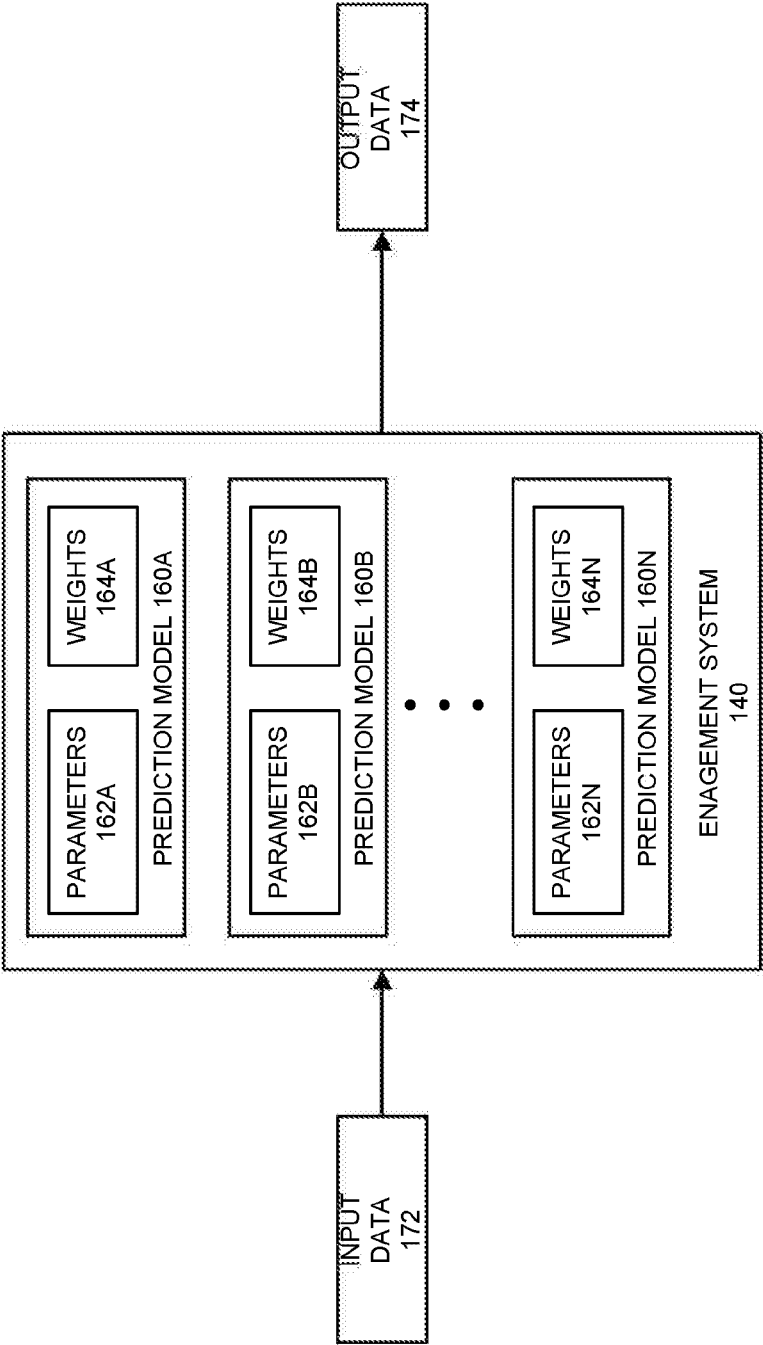 INPUT
DATA
172
PARAMETERS
162A
WEIGHTS
164A
PREDICTION MODEL 160A
PARAMETERS
162B
WEIGHTS
164B
PREDICTION MODEL 160B
PARAMETERS
162N
WEIGHTS
164N
PREDICTION MODEL 160N
ENAGEMENT SYSTEM
140
OUTPUT
DATA
174